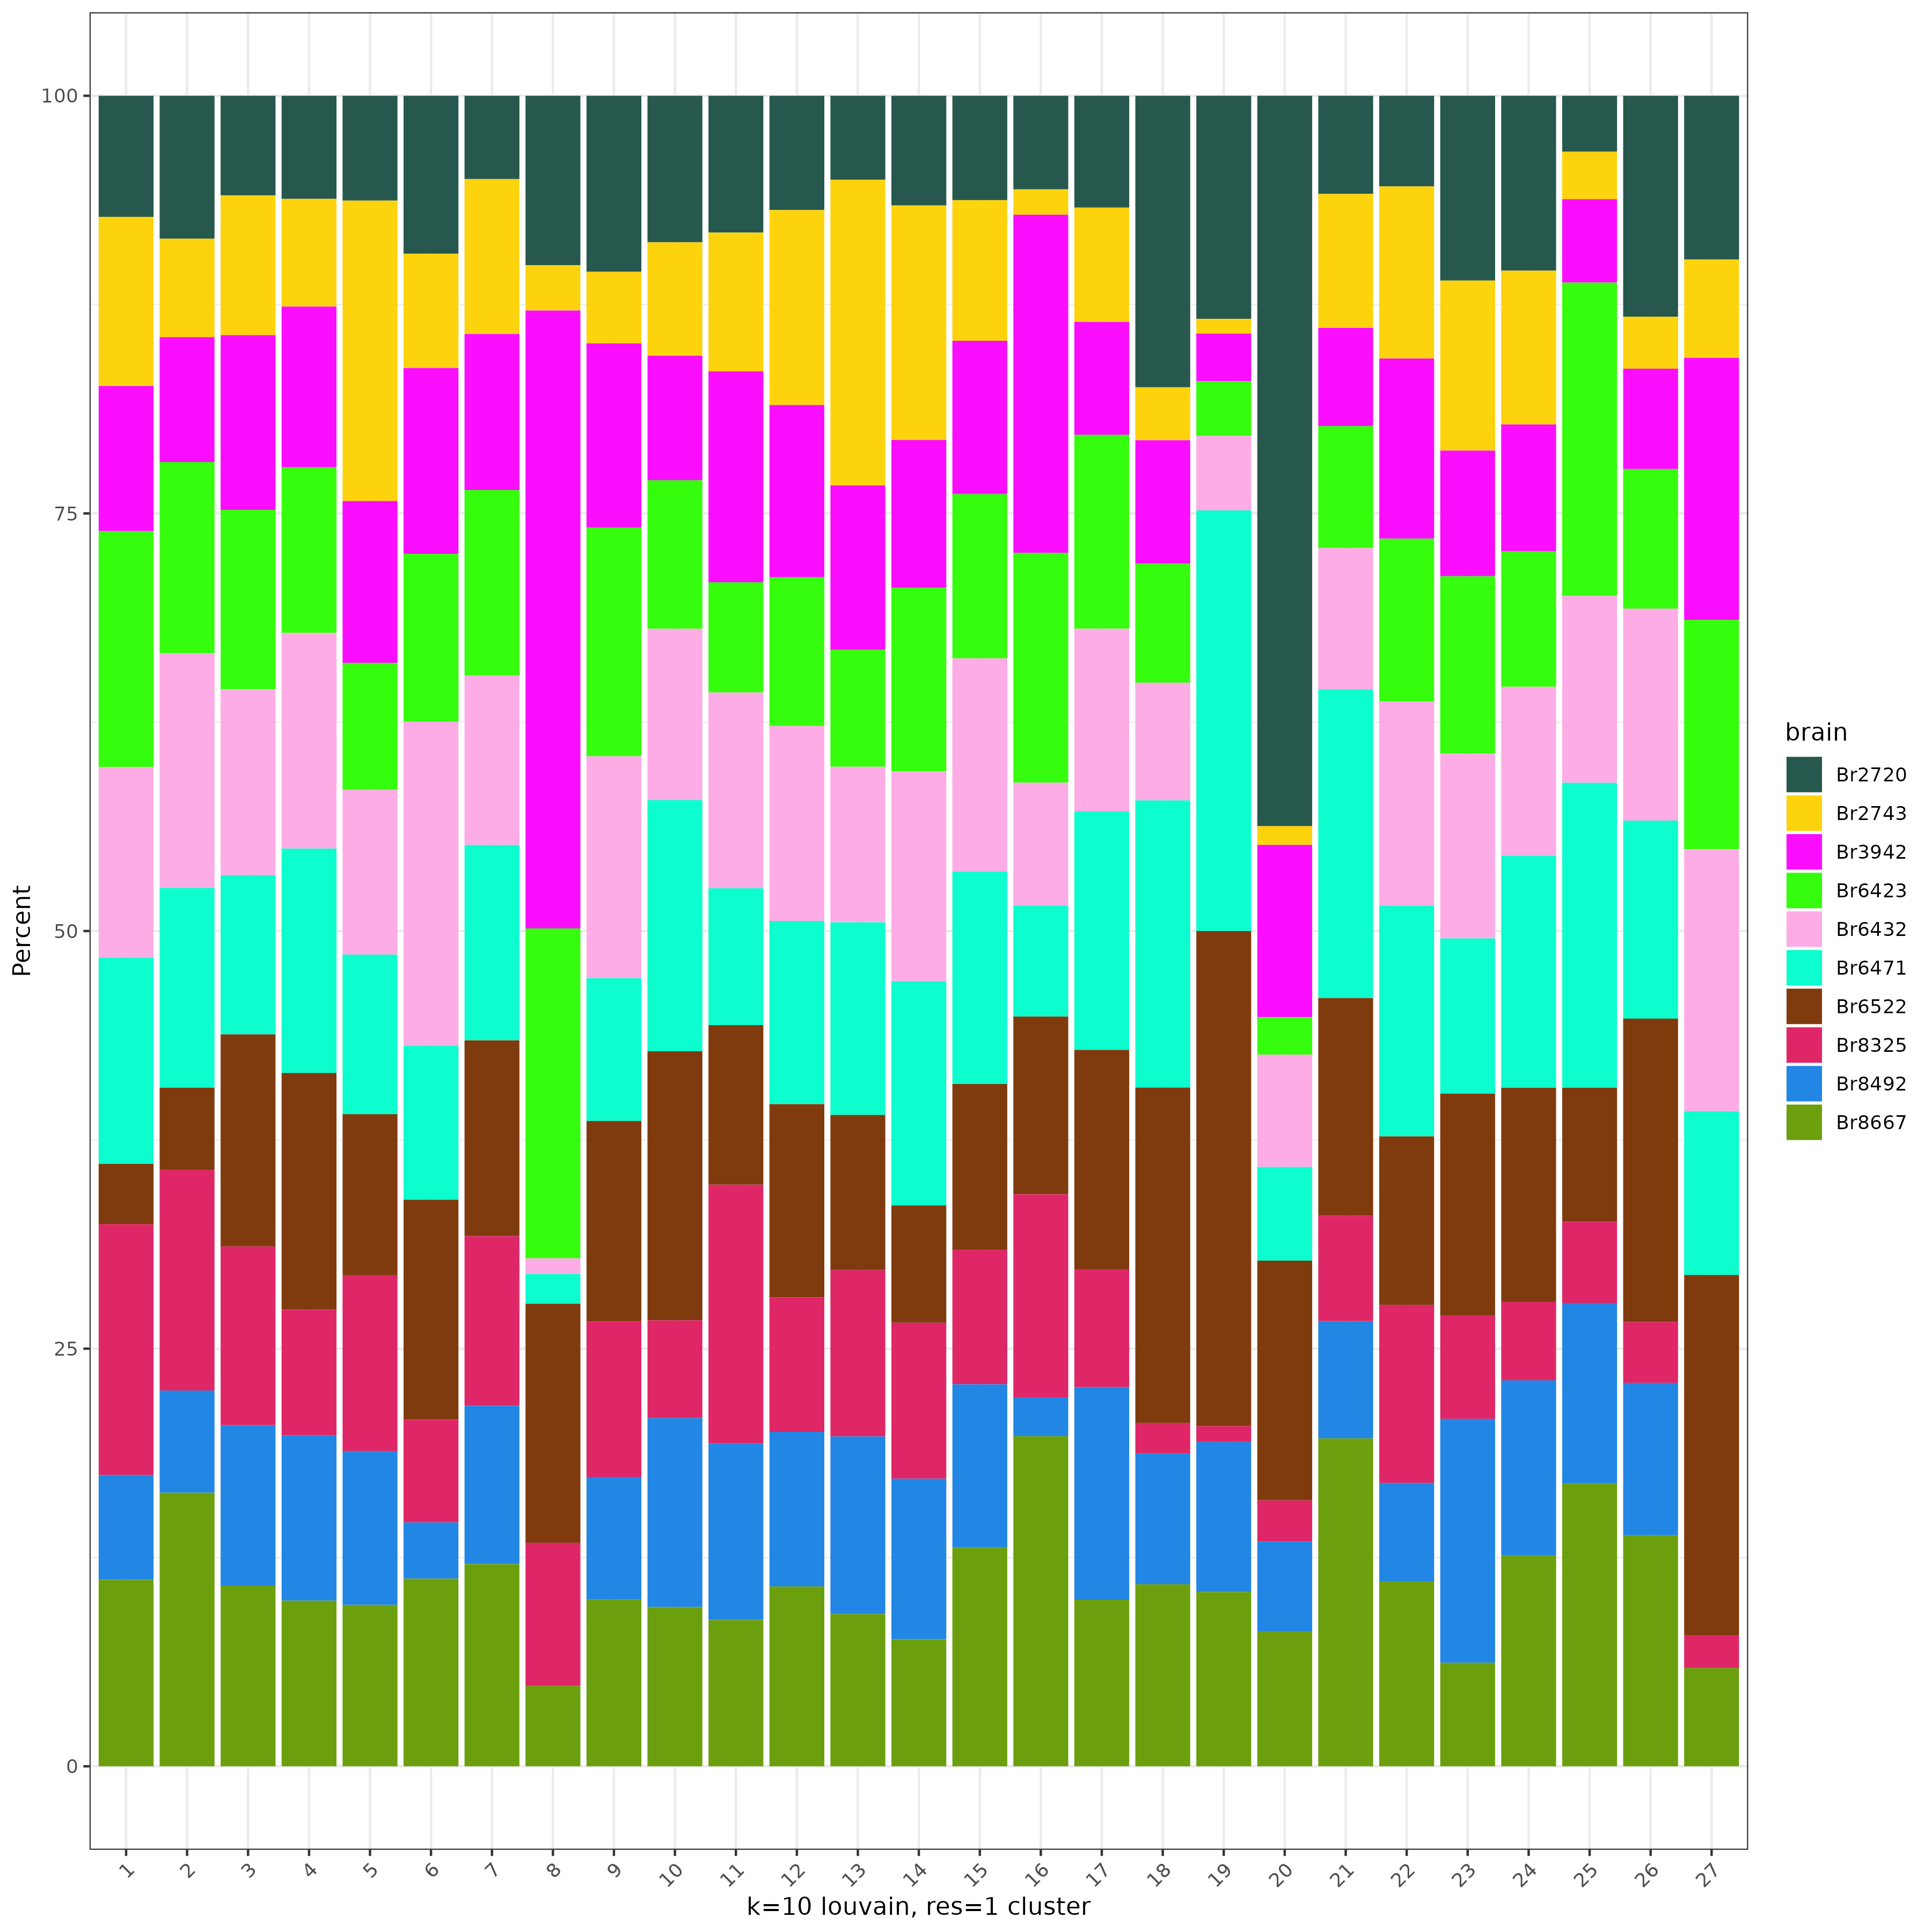 100
75
50
25
0
Percent
1 2 3 4 5 6 7 8 9 10 11 12 13 14 15 16 17 18 19 20 21 22 23 24 25 26 27
k=10 louvain, res=1 cluster
brain
Br2720
Br2743
Br3942
Br6423
Br6432
Br6471
Br6522
Br8325
Br8492
Br8667